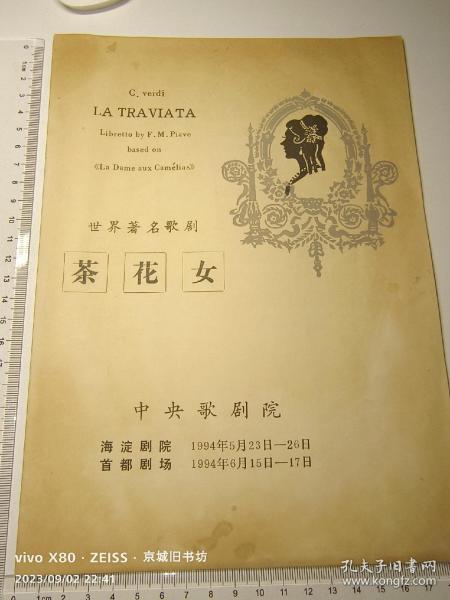 G. verdi
LA TRAVIATA
Libretto by F. M. Piave
based on
《La Dame aux Camélias》
世界著名歌剧
茶花女
中央歌剧院
海淀剧院 1994年5月23日—26日
首都剧场 1994年6月15日—17日
vivo X80 · ZEISS · 京城旧书坊
2023/09/02 22:41
孔夫子旧书网
www.kongfz.com